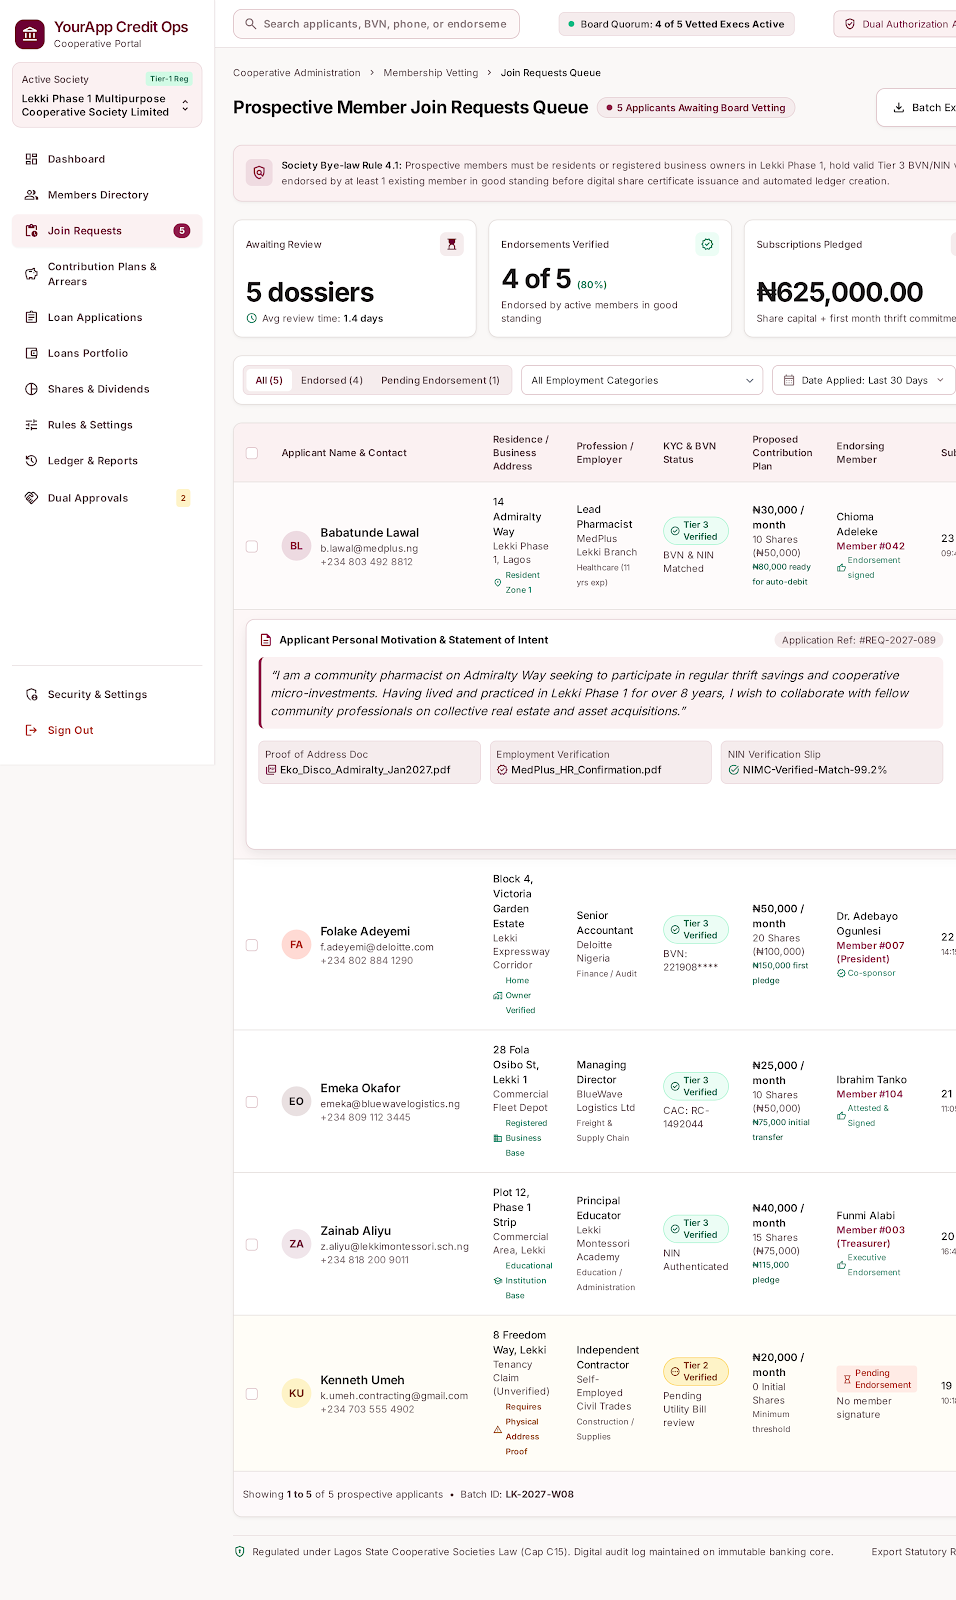 YourApp Credit Ops
Cooperative Portal
Active Society
Tier-1 Reg
Lekki Phase 1 Multipurpose
Cooperative Society Limited
Dashboard
Members Directory
Join Requests
5
Contribution Plans &
Arrears
Loan Applications
Loans Portfolio
Shares & Dividends
Rules & Settings
Ledger & Reports
Dual Approvals
2
Security & Settings
Sign Out
Search applicants, BVN, phone, or endorseme
Board Quorum: 4 of 5 Vetted Execs Active
Dual Authorization A
Cooperative Administration > Membership Vetting > Join Requests Queue
Prospective Member Join Requests Queue
5 Applicants Awaiting Board Vetting
Batch Ex
Society Bye-law Rule 4.1: Prospective members must be residents or registered business owners in Lekki Phase 1, hold valid Tier 3 BVN/NIN v
endorsed by at least 1 existing member in good standing before digital share certificate issuance and automated ledger creation.
Awaiting Review
5 dossiers
Avg review time: 1.4 days
Endorsements Verified
4 of 5 (80%)
Endorsed by active members in good
standing
Subscriptions Pledged
₦625,000.00
Share capital + first month thrift commitme
All (5)
Endorsed (4)
Pending Endorsement (1)
All Employment Categories
Date Applied: Last 30 Days
Applicant Name & Contact
Residence /
Business
Address
Profession /
Employer
KYC & BVN
Status
Proposed
Contribution
Plan
Endorsing
Member
Sub
BL
Babatunde Lawal
b.lawal@medplus.ng
+234 803 492 8812
14
Admiralty
Way
Lekki Phase
1, Lagos
Resident
Zone 1
Lead
Pharmacist
MedPlus
Lekki Branch
Healthcare (11
yrs exp)
Tier 3
Verified
BVN & NIN
Matched
₦30,000 /
month
10 Shares
(₦50,000)
₦80,000 ready
for auto-debit
Chioma
Adeleke
Member #042
Endorsement
signed
23
09:4
Applicant Personal Motivation & Statement of Intent
Application Ref: #REQ-2027-089
“I am a community pharmacist on Admiralty Way seeking to participate in regular thrift savings and cooperative
micro-investments. Having lived and practiced in Lekki Phase 1 for over 8 years, I wish to collaborate with fellow
community professionals on collective real estate and asset acquisitions.”
Proof of Address Doc
Eko_Disco_Admiralty_Jan2027.pdf
Employment Verification
MedPlus_HR_Confirmation.pdf
NIN Verification Slip
NIMC-Verified-Match-99.2%
FA
Folake Adeyemi
f.adeyemi@deloitte.com
+234 802 884 1290
Block 4,
Victoria
Garden
Estate
Lekki
Expressway
Corridor
Home
Owner
Verified
Senior
Accountant
Deloitte
Nigeria
Finance / Audit
Tier 3
Verified
BVN:
221908****
₦50,000 /
month
20 Shares
(₦100,000)
₦150,000 first
pledge
Dr. Adebayo
Ogunlesi
Member #007
(President)
Co-sponsor
22
14:15
EO
Emeka Okafor
emeka@bluewavelogistics.ng
+234 809 112 3445
28 Fola
Osibo St,
Lekki 1
Commercial
Fleet Depot
Registered
Business
Base
Managing
Director
BlueWave
Logistics Ltd
Freight &
Supply Chain
Tier 3
Verified
CAC: RC-
1492044
₦25,000 /
month
10 Shares
(₦50,000)
₦75,000 initial
transfer
Ibrahim Tanko
Member #104
Attested &
Signed
21
11:05
ZA
Zainab Aliyu
z.aliyu@lekkimontessori.sch.ng
+234 818 200 9011
Plot 12,
Phase 1
Strip
Commercial
Area, Lekki
Educational
Institution
Base
Principal
Educator
Lekki
Montessori
Academy
Education /
Administration
Tier 3
Verified
NIN
Authenticated
₦40,000 /
month
15 Shares
(₦75,000)
₦115,000
pledge
Funmi Alabi
Member #003
(Treasurer)
Executive
Endorsement
20
16:4
KU
Kenneth Umeh
k.umeh.contracting@gmail.com
+234 703 555 4902
8 Freedom
Way, Lekki
Tenancy
Claim
(Unverified)
Requires
Physical
Address
Proof
Independent
Contractor
Self-
Employed
Civil Trades
Construction /
Supplies
Tier 2
Verified
Pending
Utility Bill
review
₦20,000 /
month
0 Initial
Shares
Minimum
threshold
Pending
Endorsement
No member
signature
19
10:18
Showing 1 to 5 of 5 prospective applicants • Batch ID: LK-2027-W08
Regulated under Lagos State Cooperative Societies Law (Cap C15). Digital audit log maintained on immutable banking core.
Export Statutory R